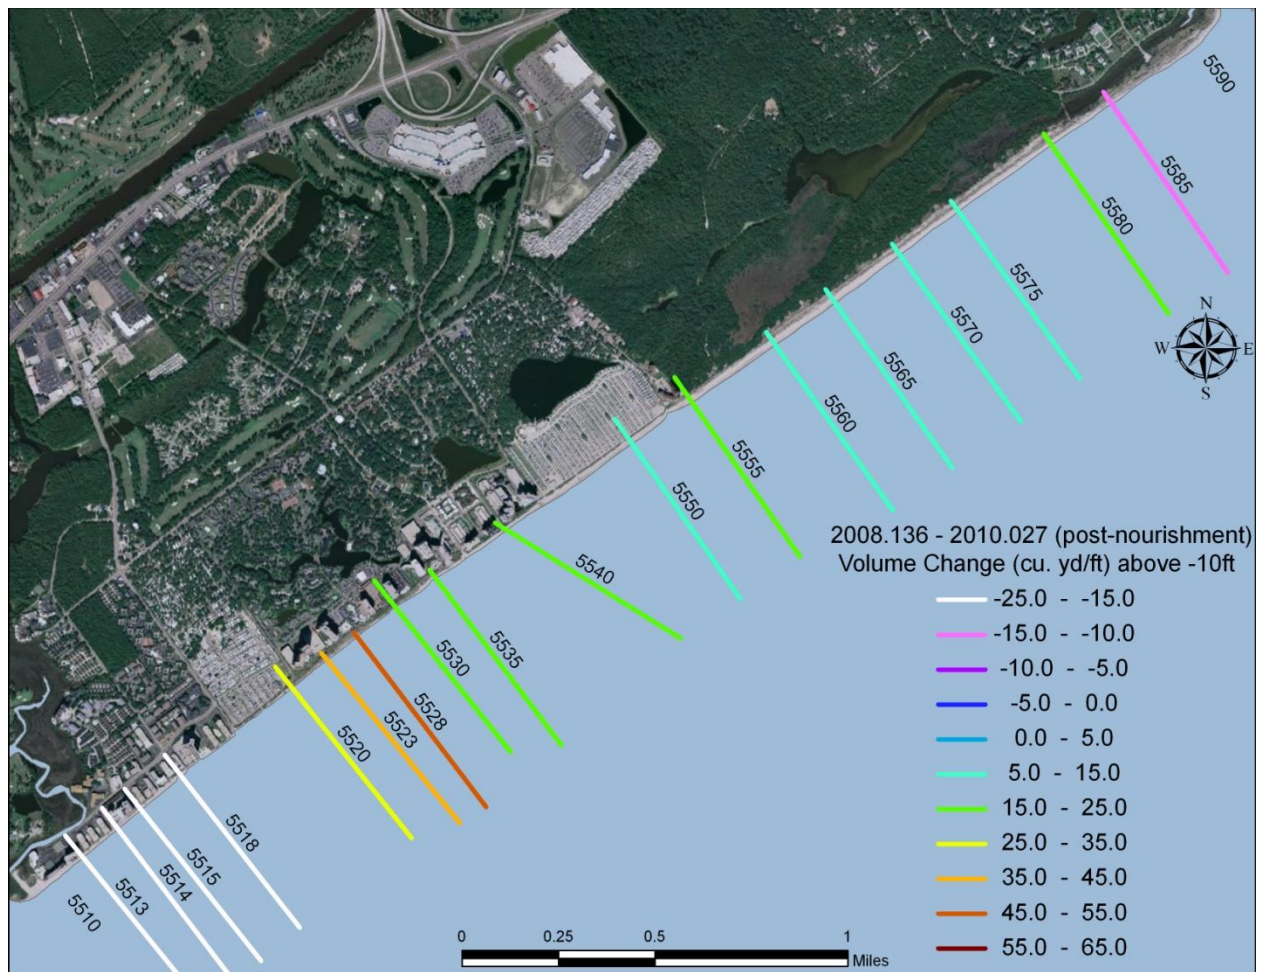 5590
5585
5580
5575
5570
5565
5560
5555
5550
5540
5535
5530
5528
5523
5520
5518
5515
5514
5513
5510
N
W E
S
2008.136 - 2010.027 (post-nourishment)
Volume Change (cu. yd/ft) above -10ft
-25.0 - -15.0
-15.0 - -10.0
-10.0 - -5.0
-5.0 - 0.0
0.0 - 5.0
5.0 - 15.0
15.0 - 25.0
25.0 - 35.0
35.0 - 45.0
45.0 - 55.0
55.0 - 65.0
0 0.25 0.5 1
Miles